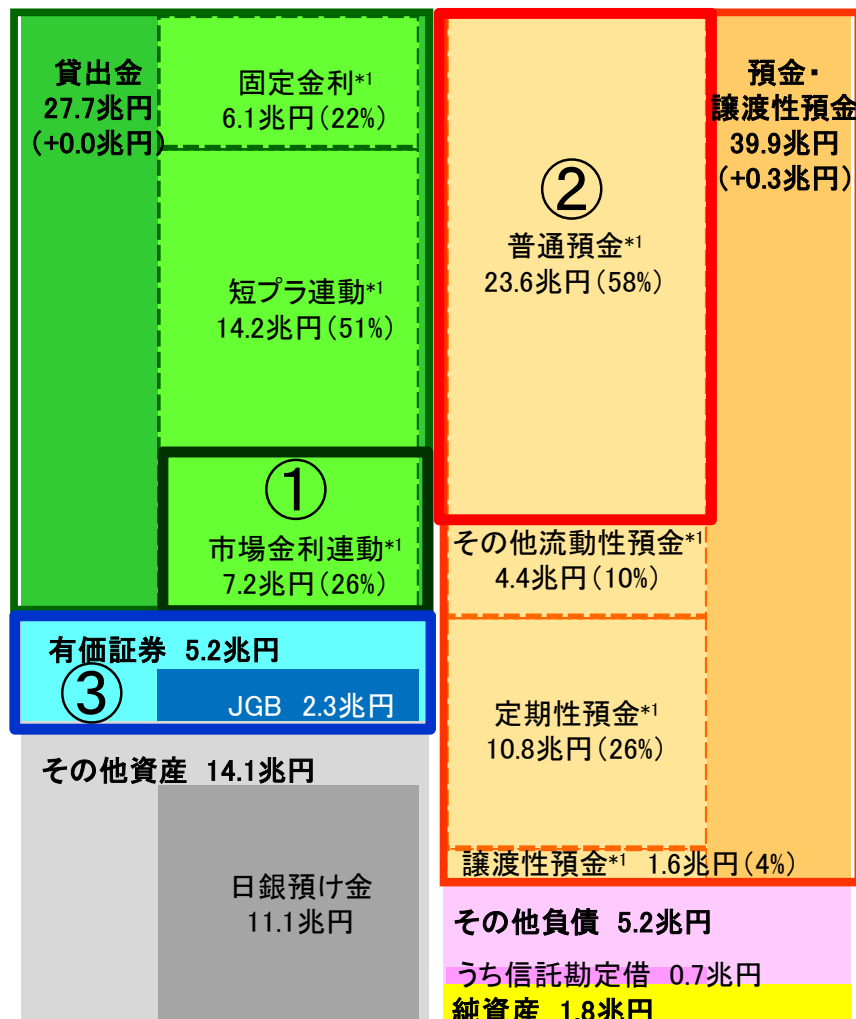 貸出金
27.7兆円
(+0.0兆円)
固定金利*1
6.1兆円(22%)
短プラ連動*1
14.2兆円(51%)
①
市場金利連動*1
7.2兆円(26%)
有価証券 5.2兆円
③
JGB 2.3兆円
その他資産 14.1兆円
日銀預け金
11.1兆円
預金・
譲渡性預金
39.9兆円
(+0.3兆円)
②
普通預金*1
23.6兆円(58%)
その他流動性預金*1
4.4兆円(10%)
定期性預金*1
10.8兆円(26%)
譲渡性預金*1 1.6兆円(4%)
その他負債 5.2兆円
うち信託勘定借 0.7兆円
純資産 1.8兆円